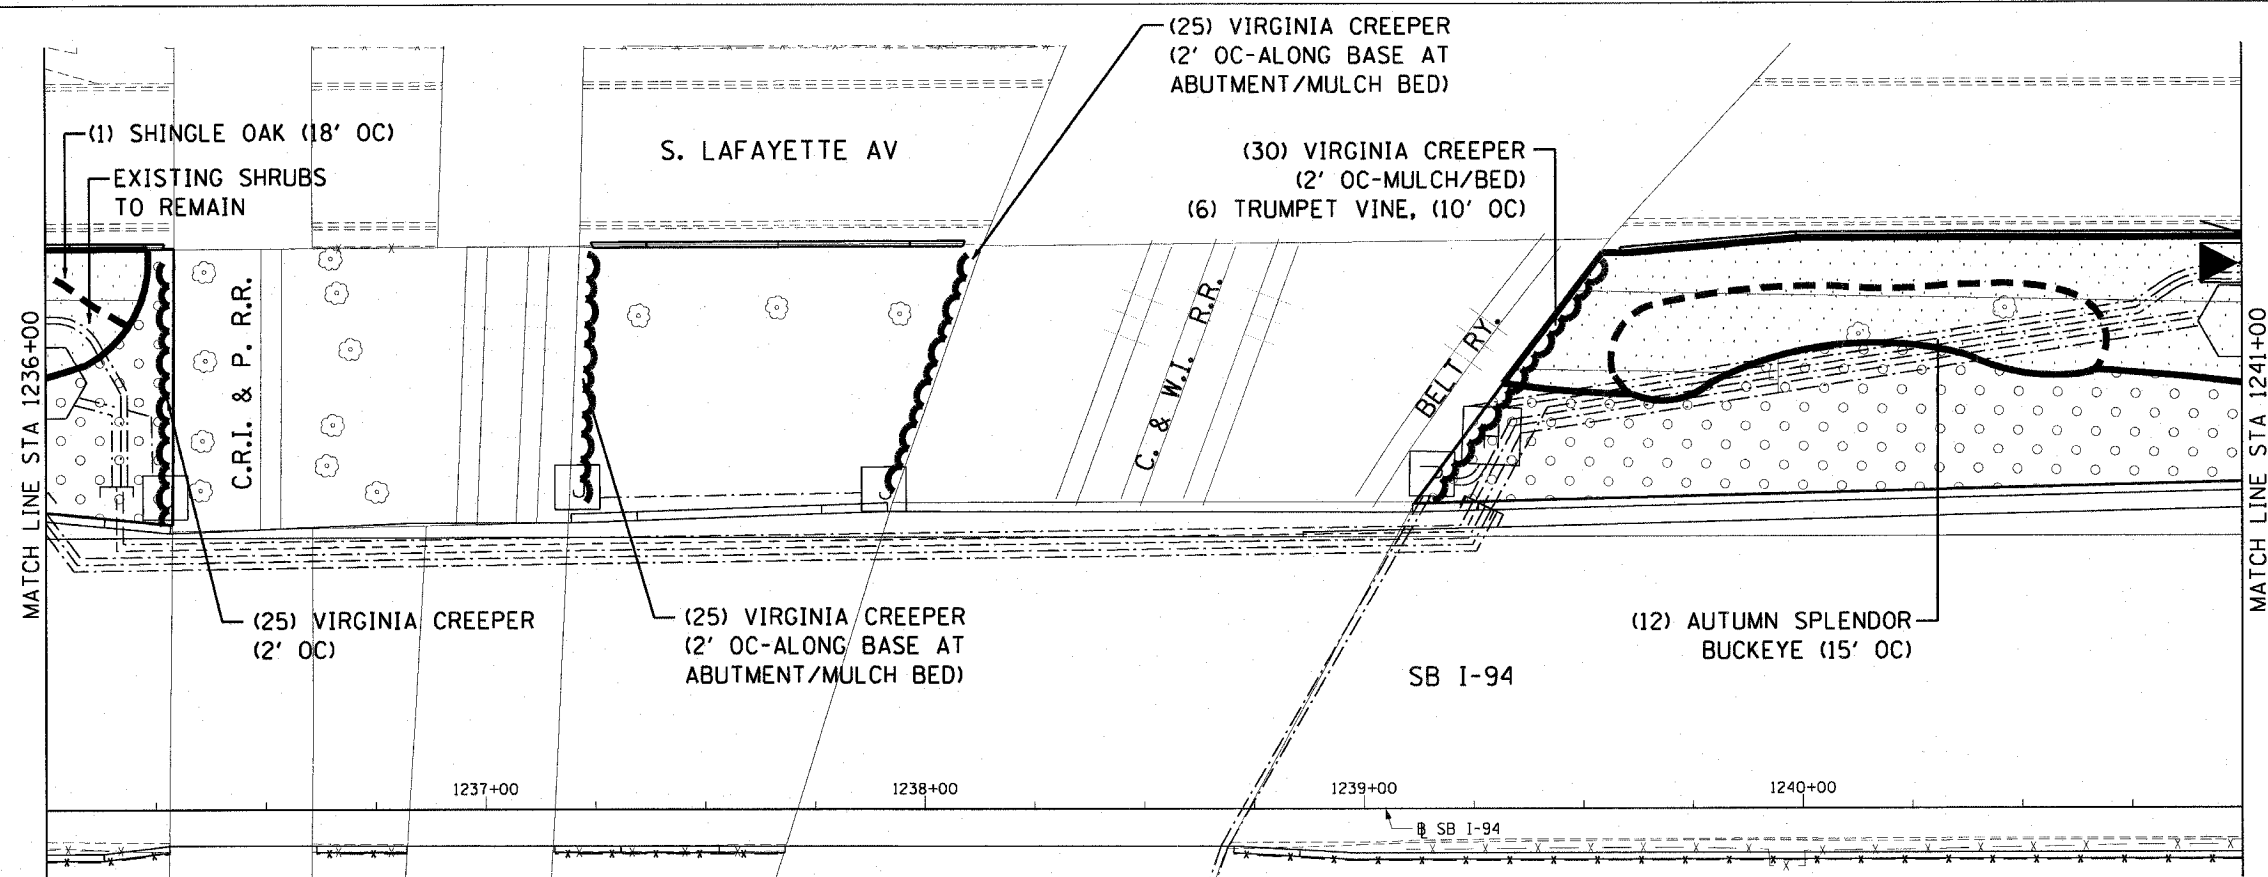 (25) VIRGINIA CREEPER
(2' OC-ALONG BASE AT
ABUTMENT/MULCH BED)
(1) SHINGLE OAK (18' OC)
EXISTING SHRUBS
TO REMAIN
S. LAFAYETTE AV
(30) VIRGINIA CREEPER
(2' OC-MULCH/BED)
(6) TRUMPET VINE, (10' OC)
MATCH LINE STA 1236+00
C.R.I. & P. R.R.
C. & W.I. R.R.
BELT RY.
MATCH LINE STA 1241+00
(25) VIRGINIA CREEPER
(2' OC)
(25) VIRGINIA CREEPER
(2' OC-ALONG BASE AT
ABUTMENT/MULCH BED)
(12) AUTUMN SPLENDOR
BUCKEYE (15' OC)
SB I-94
1237+00
1238+00
1239+00
1240+00
SB I-94